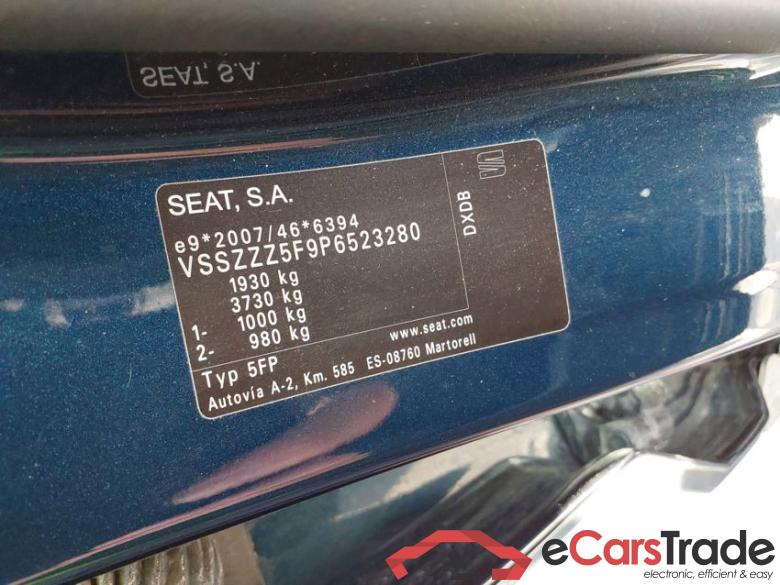 SEAT, S.A.
SEAT, S.A.
e9*2007/46*6394
VSSZZZ5F9P6523280
DXDB
1930 kg
3730 kg
1- 1000 kg
2- 980 kg
www.seat.com
Typ 5FP
Autovía A-2, Km. 585 ES-08760 Martorell
eCarsTrade
electronic, efficient & easy